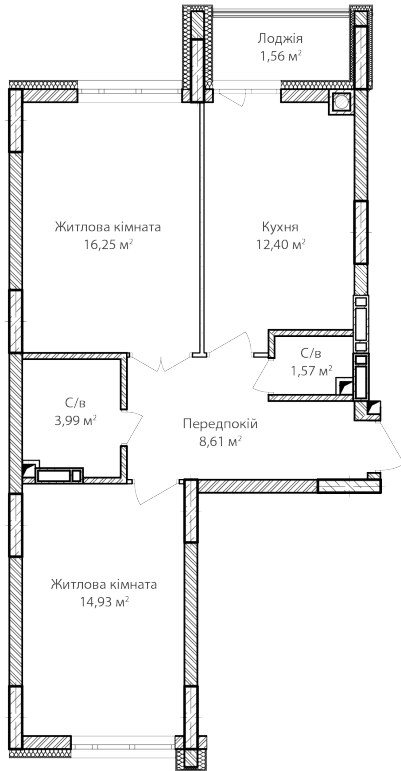 Лоджія
1,56 м²
Житлова кімната
16,25 м²
Кухня
12,40 м²
С/в
1,57 м²
С/в
3,99 м²
Передпокій
8,61 м²
Житлова кімната
14,93 м²